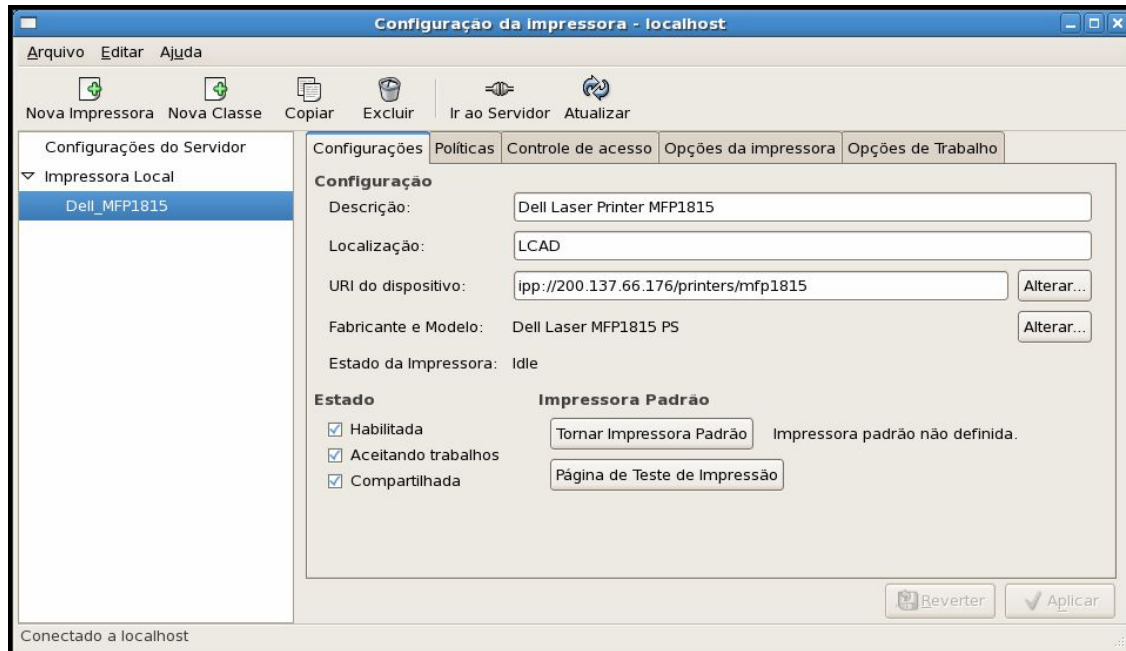 Configuração da impressora - localhost
Arquivo Editar Ajuda
Nova Impressora Nova Classe Copiar Excluir Ir ao Servidor Atualizar
Configurações do Servidor
Impressora Local
Dell_MFP1815
Configurações Políticas Controle de acesso Opções da impressora Opções de Trabalho
Configuração
Descrição: Dell Laser Printer MFP1815
Localização: LCAD
URI do dispositivo: ipp://200.137.66.176/printers/mfp1815 Alterar...
Fabricante e Modelo: Dell Laser MFP1815 PS Alterar...
Estado da Impressora: Idle
Estado Impressora Padrão
Habilitada Tornar Impressora Padrão Impressora padrão não definida.
Aceitando trabalhos
Compartilhada Página de Teste de Impressão
Reverter Aplicar
Conectado a localhost